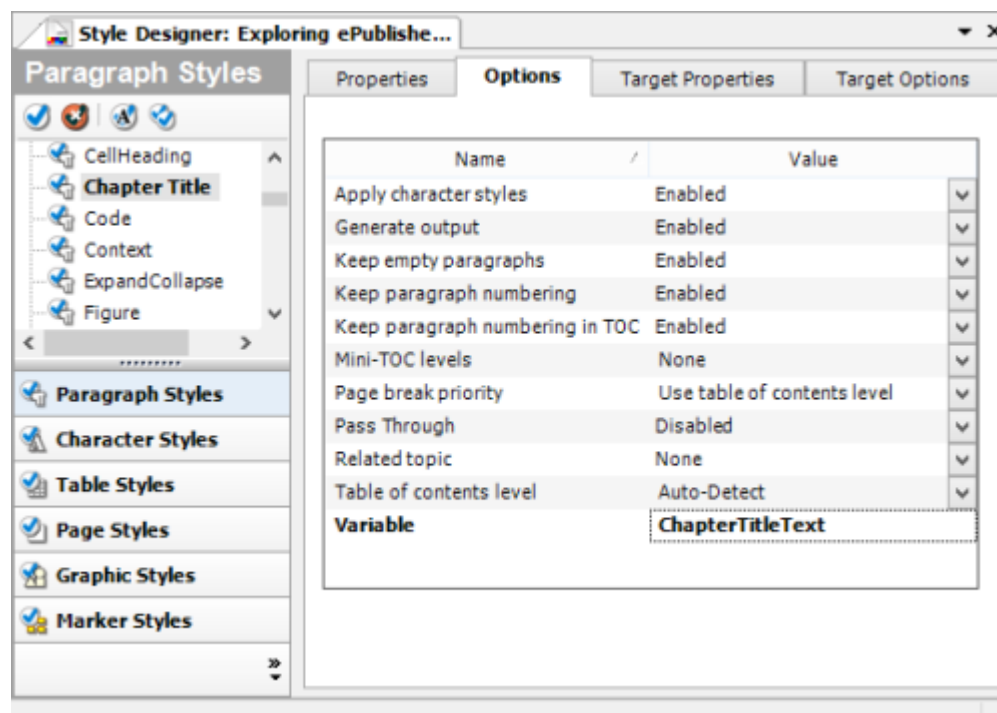 Style Designer: Exploring ePublishe...
Paragraph Styles
CellHeading
Chapter Title
Code
Context
ExpandCollapse
Figure
Paragraph Styles
Character Styles
Table Styles
Page Styles
Graphic Styles
Marker Styles
Properties Options Target Properties Target Options
Name Value
Apply character styles Enabled
Generate output Enabled
Keep empty paragraphs Enabled
Keep paragraph numbering Enabled
Keep paragraph numbering in TOC Enabled
Mini-TOC levels None
Page break priority Use table of contents level
Pass Through Disabled
Related topic None
Table of contents level Auto-Detect
Variable ChapterTitleText